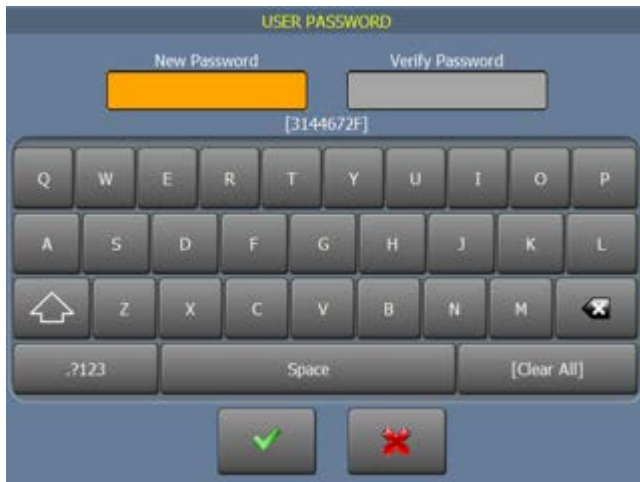 USER PASSWORD
New Password Verify Password
[3144672F]
Q W E R T Y U I O P
A S D F G H J K L
Z X C V B N M
.?123 Space [Clear All]